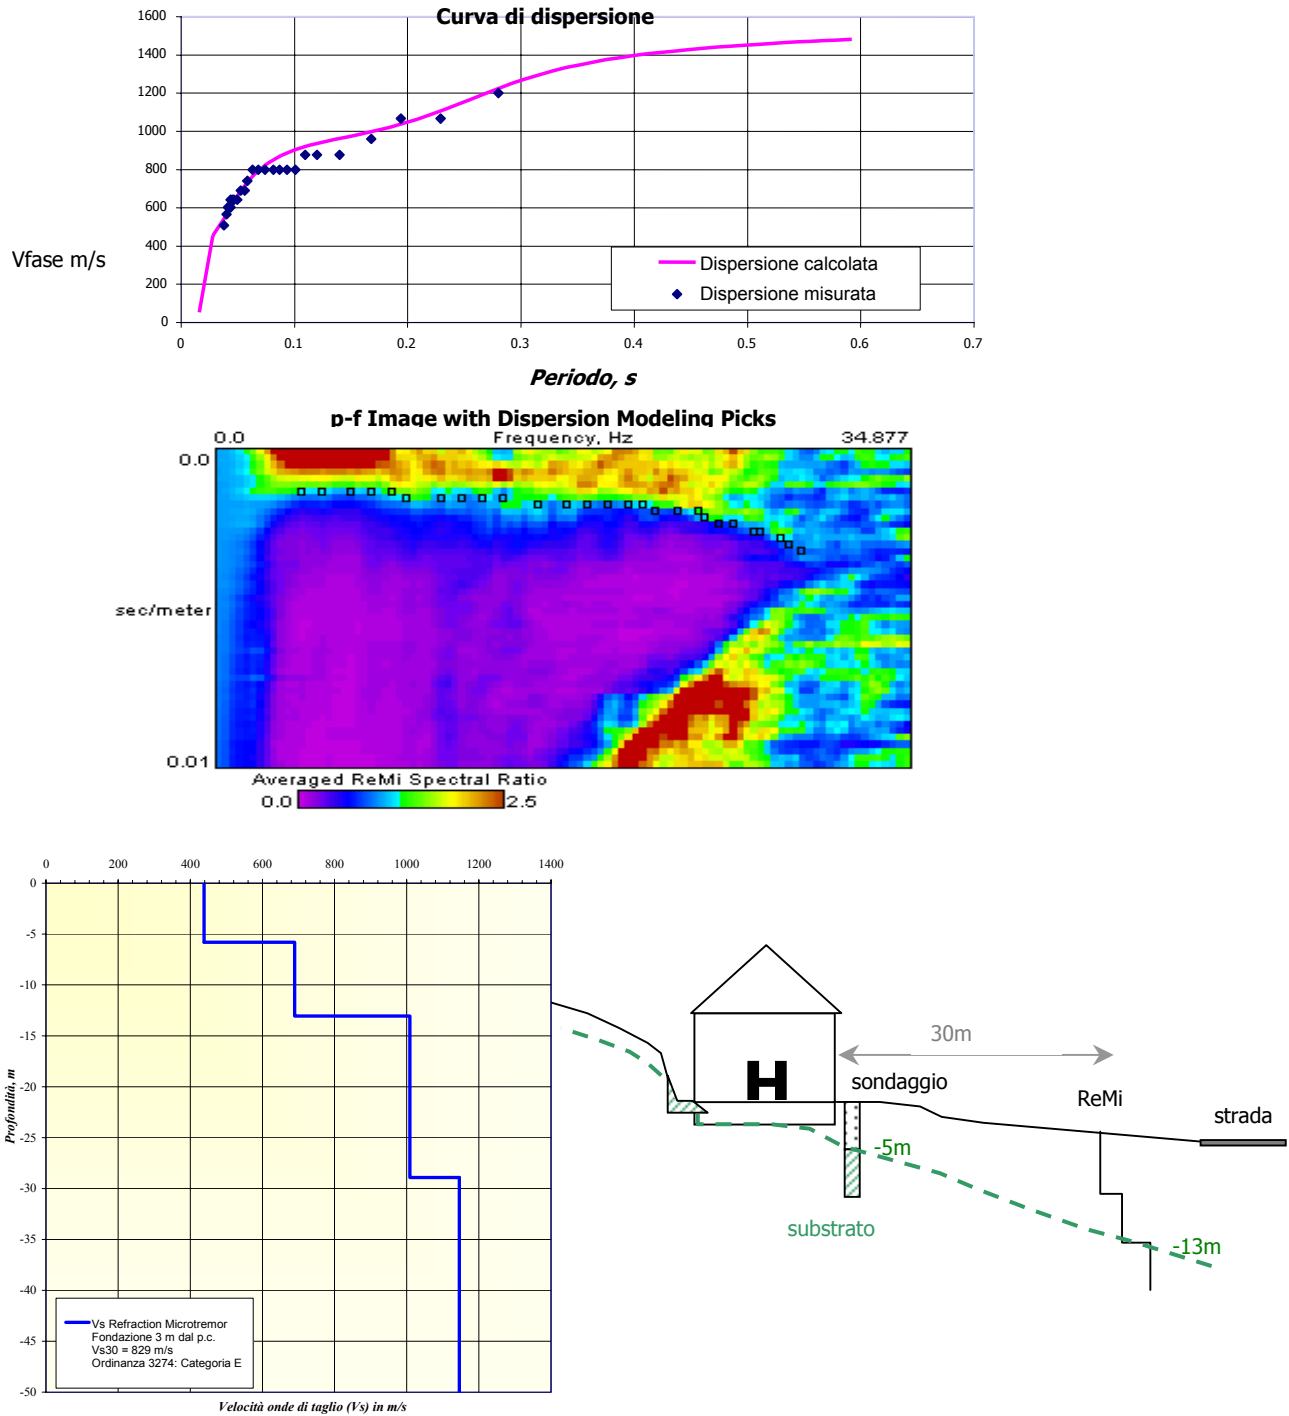 Curva di dispersione
1600
1400
1200
1000
800
600
400
200
0
Vfase m/s
Dispersione calcolata
Dispersione misurata
0 0.1 0.2 0.3 0.4 0.5 0.6 0.7
Periodo, s
p-f Image with Dispersion Modeling Picks
0.0 Frequency, Hz 34.877
0.0
sec/meter
0.01
Averaged ReMi Spectral Ratio
0.0 2.5
0 200 400 600 800 1000 1200 1400
0
-5
-10
-15
-20
-25
-30
-35
-40
-45
-50
Profondità, m
Vs Refraction Microtremor
Fondazione 3 m dal p.c.
Vs30 = 829 m/s
Ordinanza 3274: Categoria E
Velocità onde di taglio (Vs) in m/s
30m
H
sondaggio
ReMi
strada
-5m
substrato
-13m